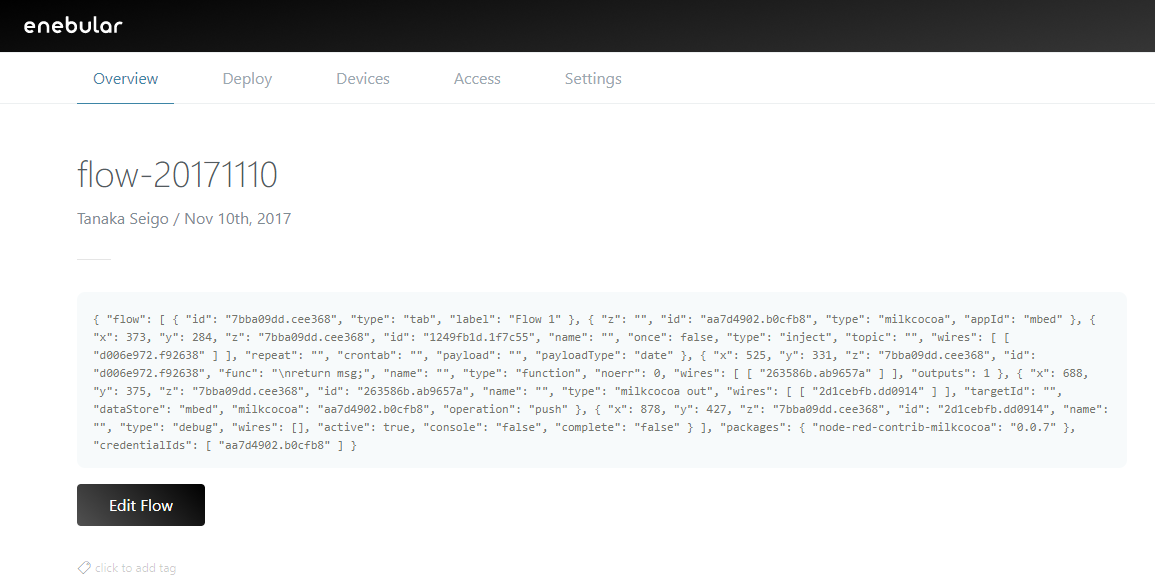 enebular
Overview Deploy Devices Access Settings
flow-20171110
Tanaka Seigo / Nov 10th, 2017
{ "flow": [ { "id": "7bba09dd.cee368", "type": "tab", "label": "Flow 1" }, { "z": "", "id": "aa7d4902.b0cfb8", "type": "milkcocoa", "appId": "mbed" }, {
"x": 373, "y": 284, "z": "7bba09dd.cee368", "id": "1249fb1d.1f7c55", "name": "", "once": false, "type": "inject", "topic": "", "wires": [ [
"d006e972.f92638" ] ], "repeat": "", "crontab": "", "payload": "", "payloadType": "date" }, { "x": 525, "y": 331, "z": "7bba09dd.cee368", "id":
"d006e972.f92638", "func": "\nreturn msg;", "name": "", "type": "function", "noerr": 0, "wires": [ [ "263586b.ab9657a" ] ], "outputs": 1 }, { "x": 688,
"y": 375, "z": "7bba09dd.cee368", "id": "263586b.ab9657a", "name": "", "type": "milkcocoa out", "wires": [ [ "2d1cebfb.dd0914" ] ], "targetId": "",
"dataStore": "mbed", "milkcocoa": "aa7d4902.b0cfb8", "operation": "push" }, { "x": 878, "y": 427, "z": "7bba09dd.cee368", "id": "2d1cebfb.dd0914", "name":
"", "type": "debug", "wires": [], "active": true, "console": "false", "complete": "false" } ], "packages": { "node-red-contrib-milkcocoa": "0.0.7" },
"credentialIds": [ "aa7d4902.b0cfb8" ] }
Edit Flow
click to add tag